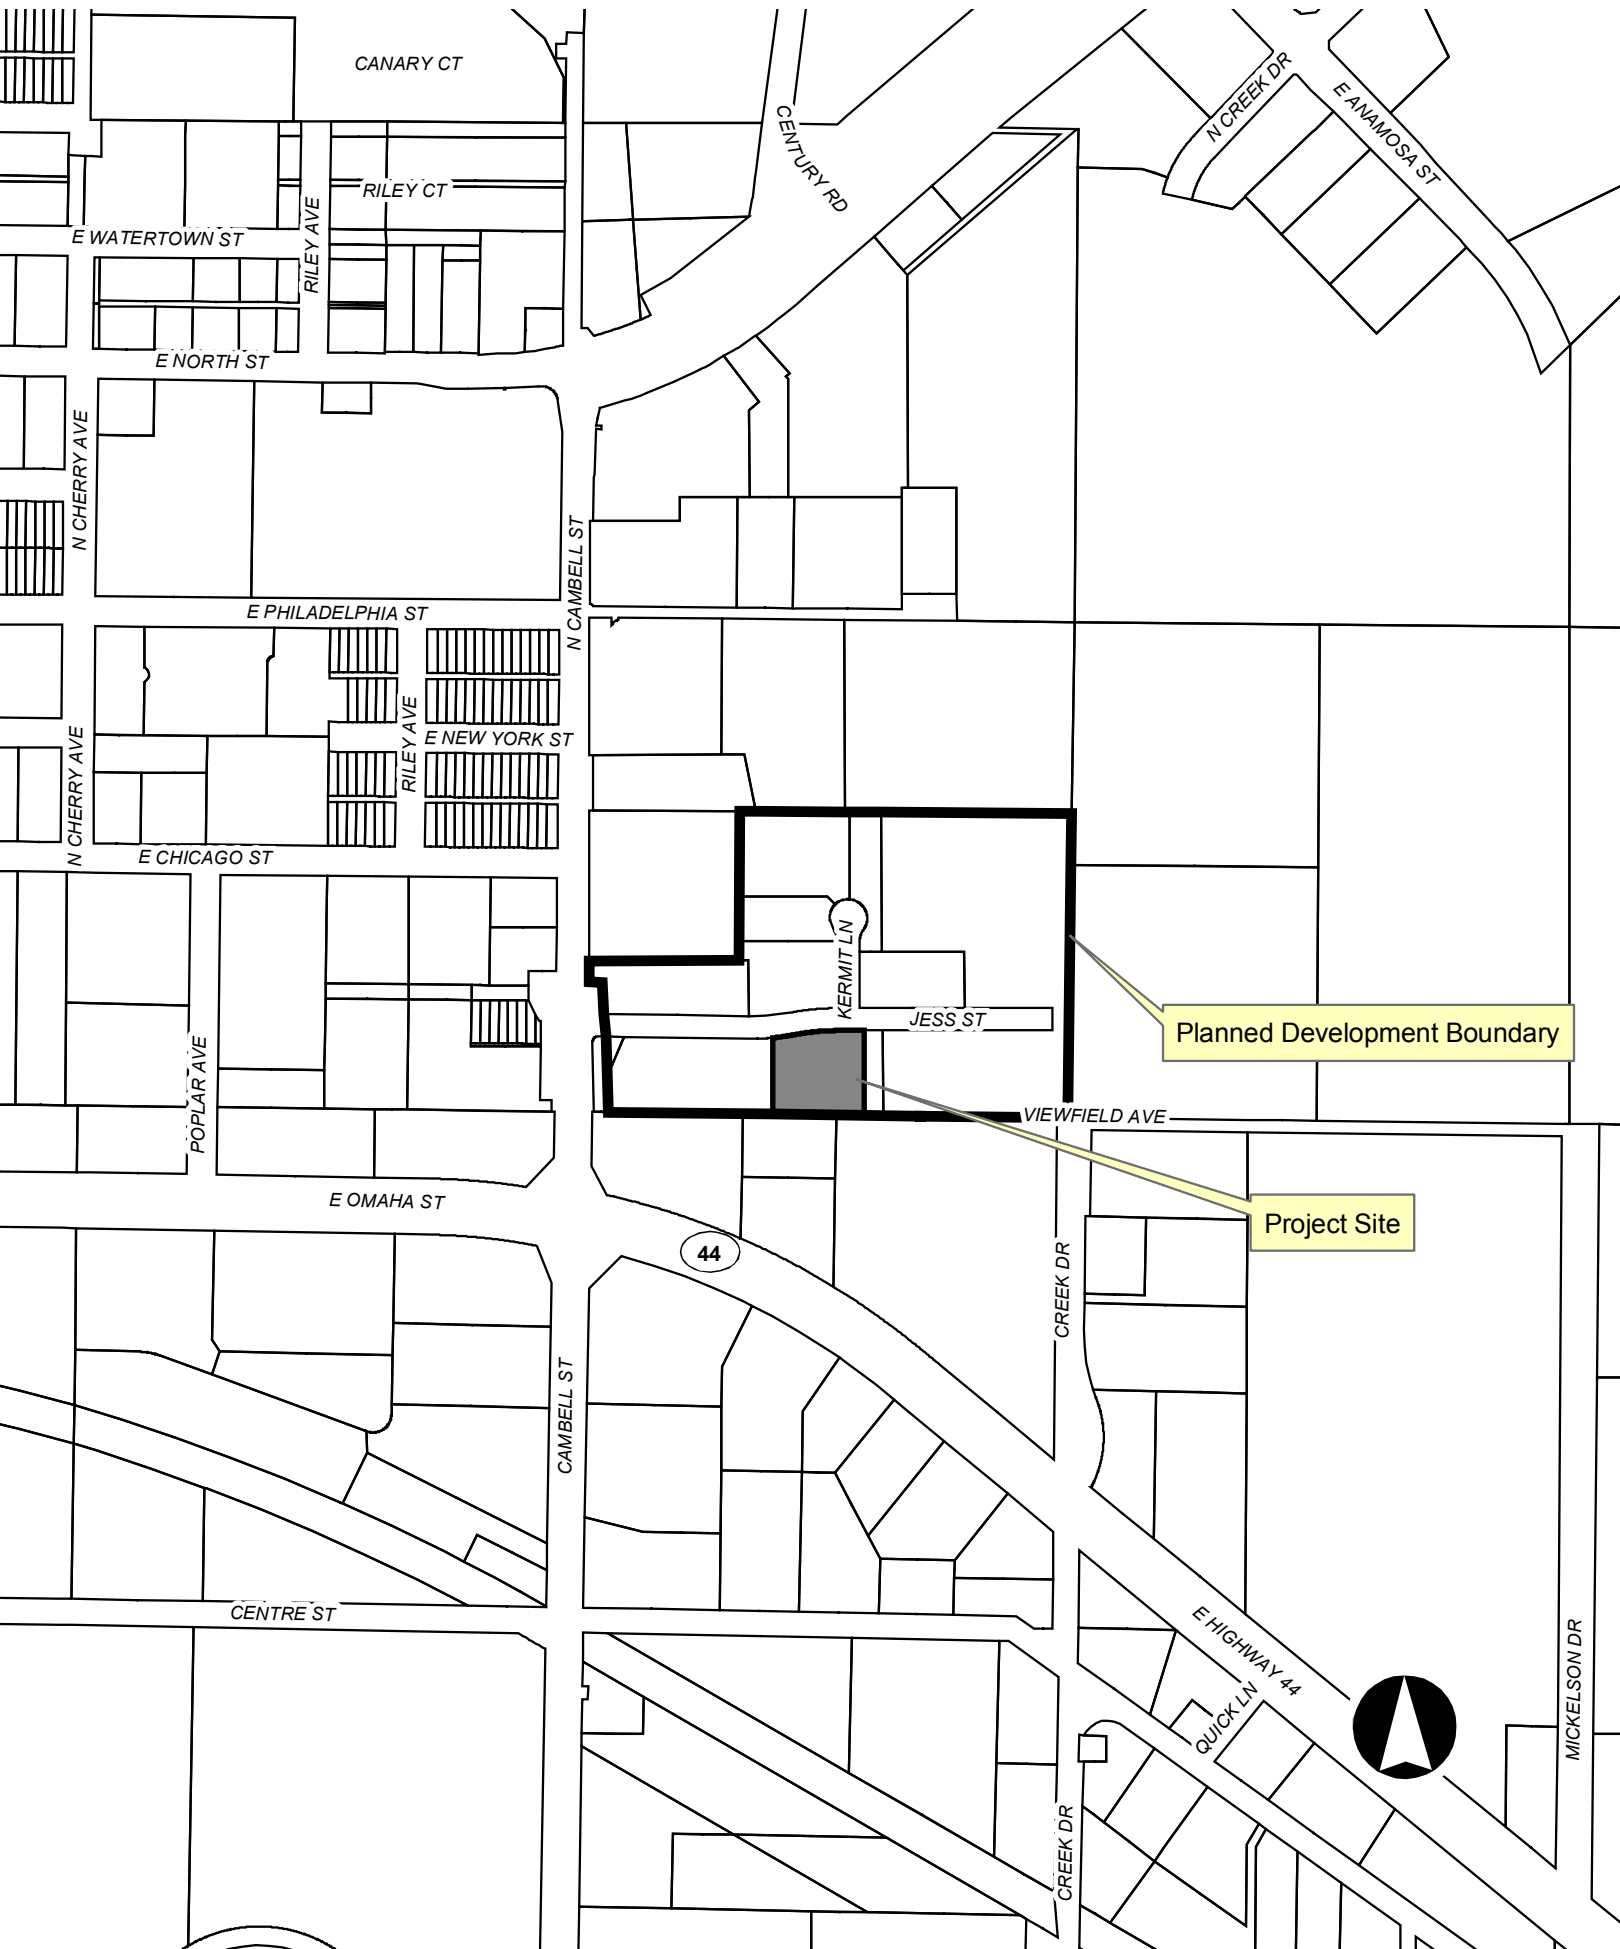 CANARY CT
N CREEK DR
E ANAMOSA ST
CENTURY RD
RILEY CT
RILEY AVE
E WATERTOWN ST
E NORTH ST
N CHERRY AVE
N CAMBELL ST
E PHILADELPHIA ST
RILEY AVE
E NEW YORK ST
N CHERRY AVE
E CHICAGO ST
KERMIT LN
JESS ST
Planned Development Boundary
POPLAR AVE
VIEWFIELD AVE
E OMAHA ST
Project Site
44
CREEK DR
CAMBELL ST
CENTRE ST
E HIGHWAY 44
QUICK LN
MICKELSON DR
CREEK DR